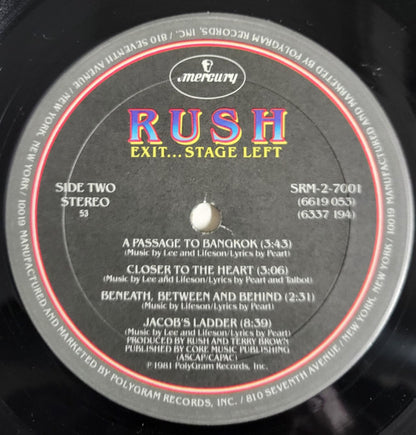 mercury
RUSH
EXIT... STAGE LEFT
SIDE TWO
STEREO
53
SRM-2-7001
(6619 053)
(6337 194)
A PASSAGE TO BANGKOK (3:43)
(Music by Lee and Lifeson/Lyrics by Peart)
CLOSER TO THE HEART (3:06)
(Music by Lee and Lifeson/Lyrics by Peart and Talbot)
BENEATH, BETWEEN AND BEHIND (2:31)
(Music by Lifeson/Lyrics by Peart)
JACOB'S LADDER (8:39)
(Music by Lee and Lifeson/Lyrics by Peart)
PRODUCED BY RUSH AND TERRY BROWN
PUBLISHED BY CORE MUSIC PUBLISHING
(ASCAP/CAPAC)
℗ 1981 PolyGram Records, Inc.
MANUFACTURED AND MARKETED BY POLYGRAM RECORDS, INC. / 810 SEVENTH AVENUE / NEW YORK, NEW YORK / 10019
MANUFACTURED AND MARKETED BY POLYGRAM RECORDS, INC. / 810 SEVENTH AVENUE / NEW YORK, NEW YORK / 10019